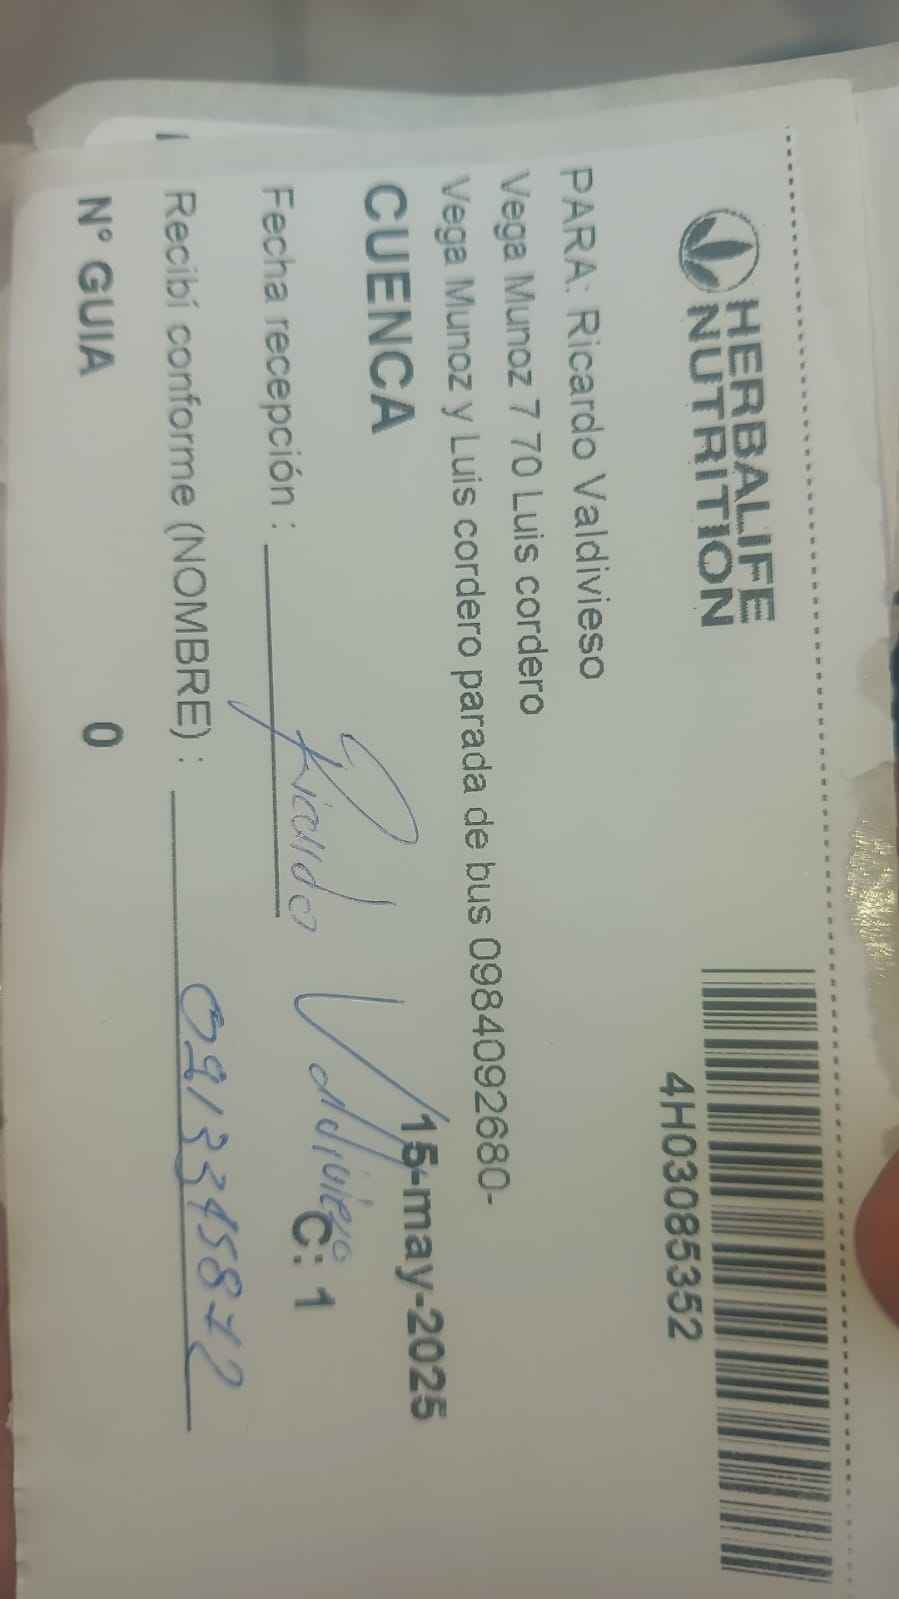 HERBALIFE
NUTRITION
4H03085352
PARA: Ricardo Valdivieso
Vega Munoz 7 70 Luis cordero
Vega Munoz y Luis cordero parada de bus 0984092680-
CUENCA
15-may-2025
Fecha recepción :
Ricardo Valdivieso
C: 1
Recibí conforme (NOMBRE) :
N° GUIA 0